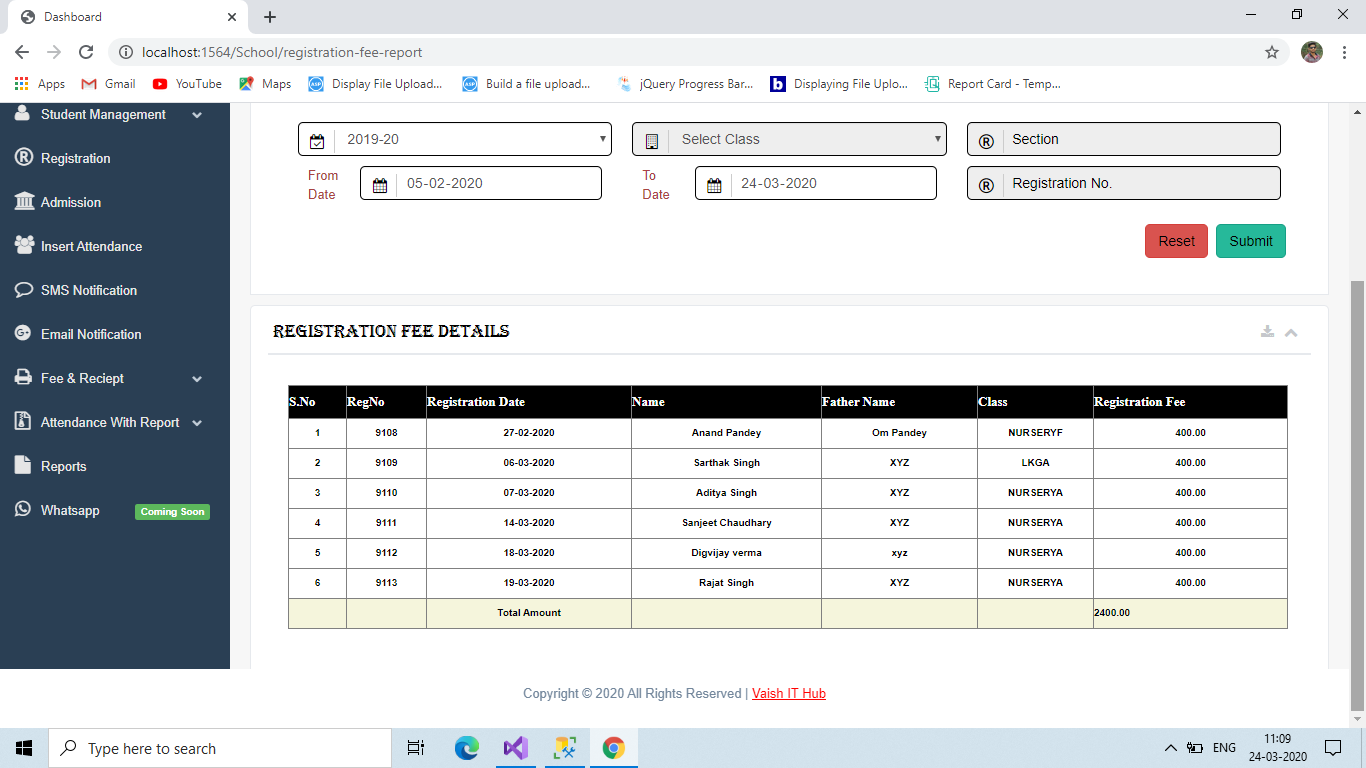 Dashboard
localhost:1564/School/registration-fee-report
Apps Gmail YouTube Maps Display File Upload... Build a file upload... jQuery Progress Bar... Displaying File Uplo... Report Card - Temp...
Student Management
Registration
Admission
Insert Attendance
SMS Notification
Email Notification
Fee & Reciept
Attendance With Report
Reports
Whatsapp Coming Soon
2019-20 Select Class Section
From Date 05-02-2020 To Date 24-03-2020 Registration No.
Reset Submit
REGISTRATION FEE DETAILS
S.No RegNo Registration Date Name Father Name Class Registration Fee
1 9108 27-02-2020 Anand Pandey Om Pandey NURSERYF 400.00
2 9109 06-03-2020 Sarthak Singh XYZ LKGA 400.00
3 9110 07-03-2020 Aditya Singh XYZ NURSERYA 400.00
4 9111 14-03-2020 Sanjeet Chaudhary XYZ NURSERYA 400.00
5 9112 18-03-2020 Digvijay verma xyz NURSERYA 400.00
6 9113 19-03-2020 Rajat Singh XYZ NURSERYA 400.00
Total Amount 2400.00
Copyright © 2020 All Rights Reserved | Vaish IT Hub
Type here to search
ENG
11:09
24-03-2020